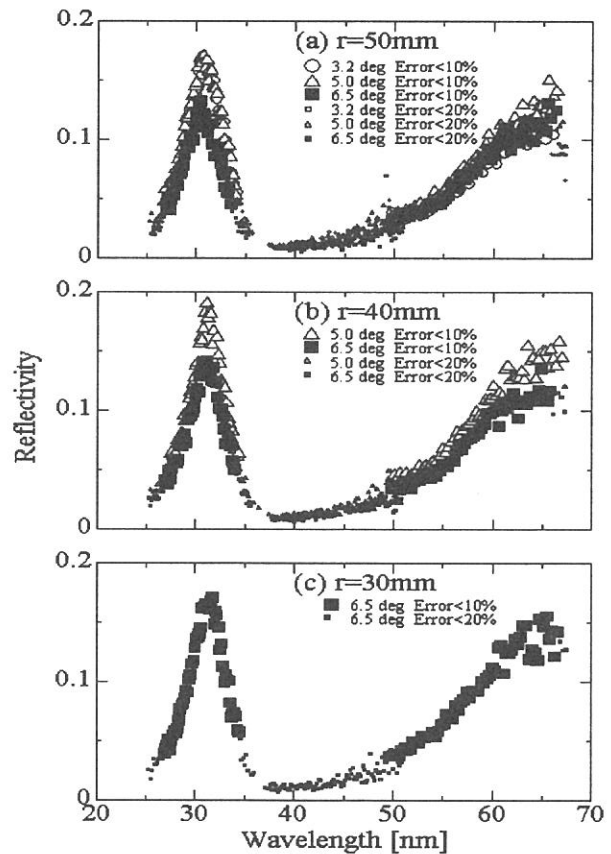 0.2
(a) r=50mm
3.2 deg Error<10%
5.0 deg Error<10%
6.5 deg Error<10%
3.2 deg Error<20%
5.0 deg Error<20%
6.5 deg Error<20%
0.1
0
0.2
(b) r=40mm
5.0 deg Error<10%
6.5 deg Error<10%
5.0 deg Error<20%
6.5 deg Error<20%
0.1
0
Reflectivity
0.2
(c) r=30mm
6.5 deg Error<10%
6.5 deg Error<20%
0.1
0
20 30 40 50 60 70
Wavelength [nm]